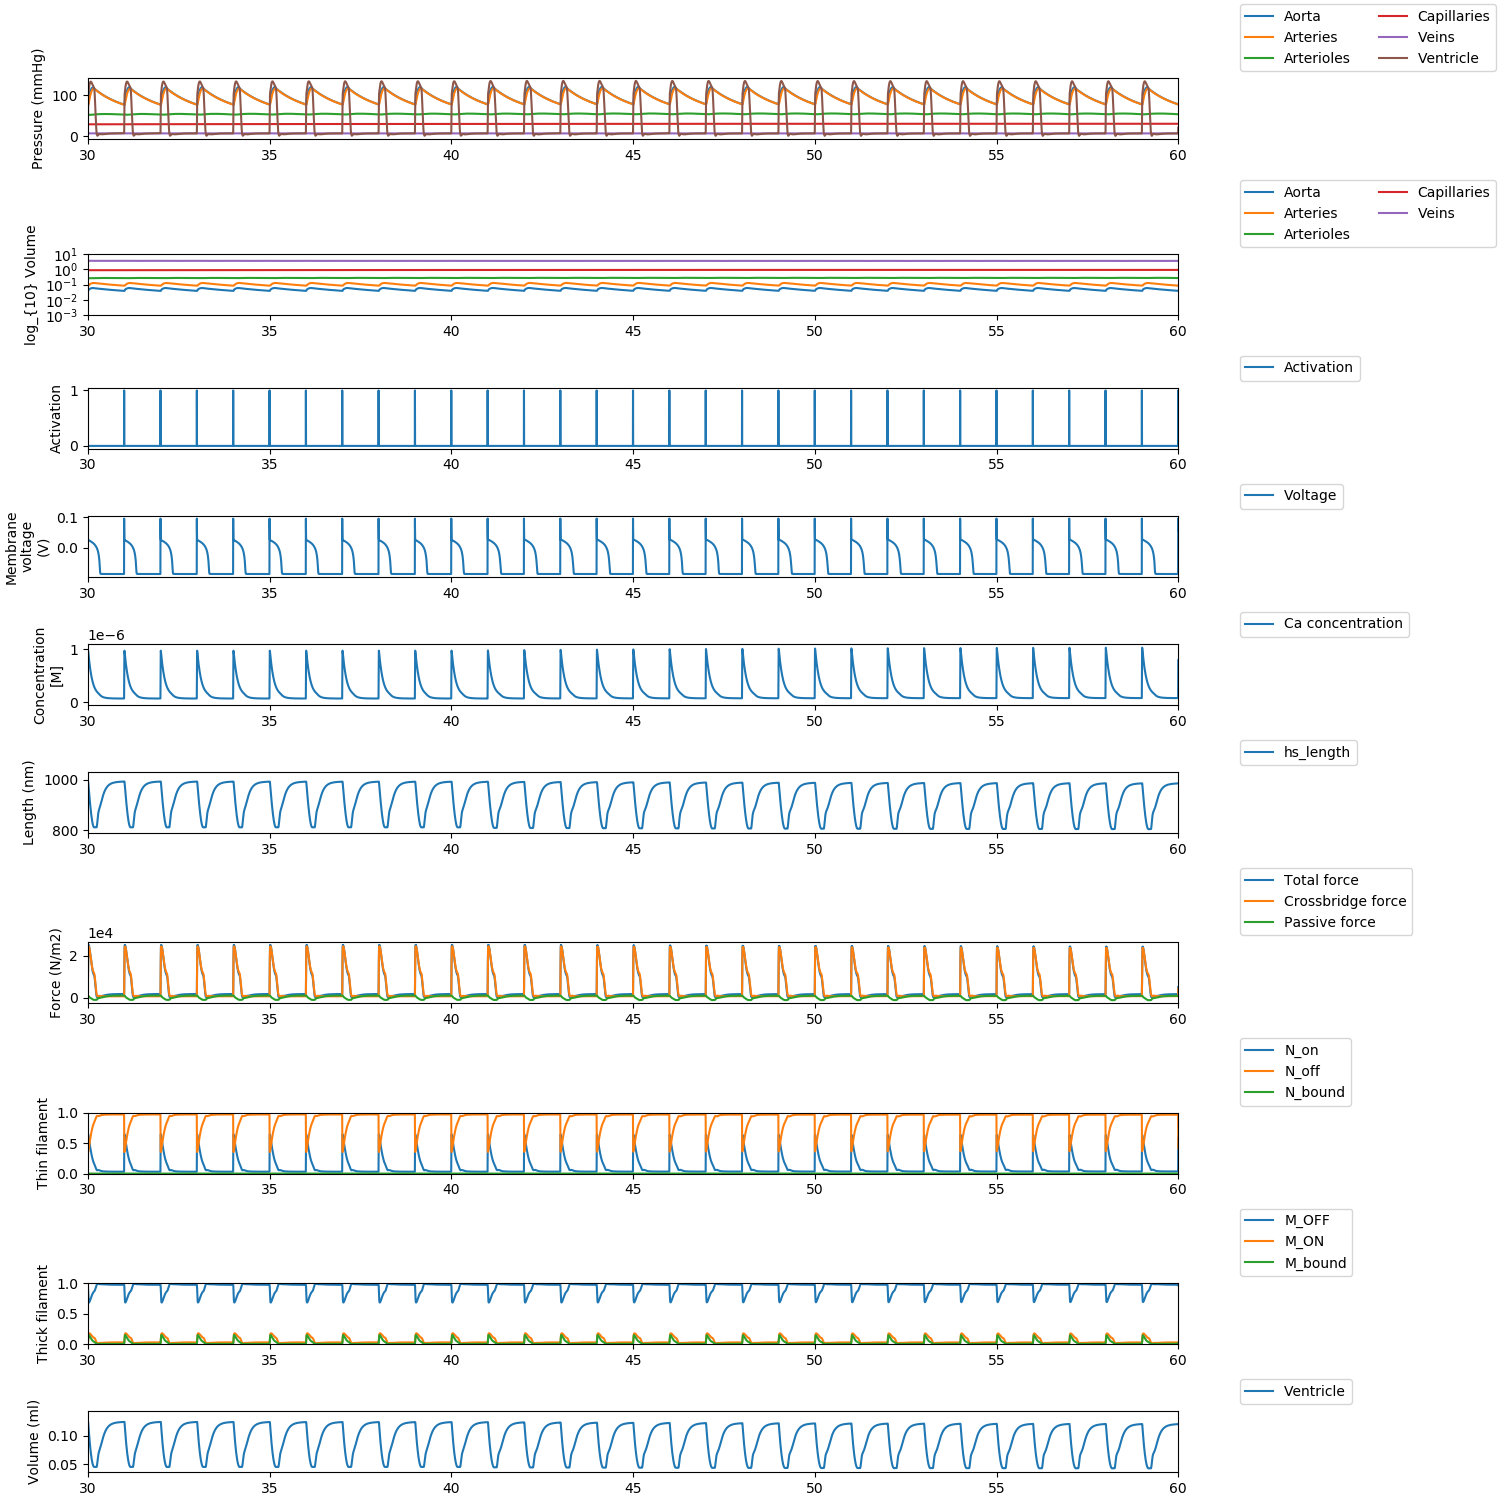 Aorta Capillaries
Arteries Veins
Arterioles Ventricle
Pressure (mmHg)
100
0
30 35 40 45 50 55 60
Aorta Capillaries
Arteries Veins
Arterioles
log_{10} Volume
10¹
10⁰
10⁻¹
10⁻²
10⁻³
30 35 40 45 50 55 60
Activation
Activation
1
0
30 35 40 45 50 55 60
Voltage
Membrane
voltage
(V)
0.1
0.0
30 35 40 45 50 55 60
Ca concentration
Concentration
[M]
1e−6
1
0
30 35 40 45 50 55 60
hs_length
Length (nm)
1000
800
30 35 40 45 50 55 60
Total force
Crossbridge force
Passive force
Force (N/m2)
1e4
2
0
30 35 40 45 50 55 60
N_on
N_off
N_bound
Thin filament
1.0
0.5
0.0
30 35 40 45 50 55 60
M_OFF
M_ON
M_bound
Thick filament
1.0
0.5
0.0
30 35 40 45 50 55 60
Ventricle
Volume (ml)
0.10
0.05
30 35 40 45 50 55 60